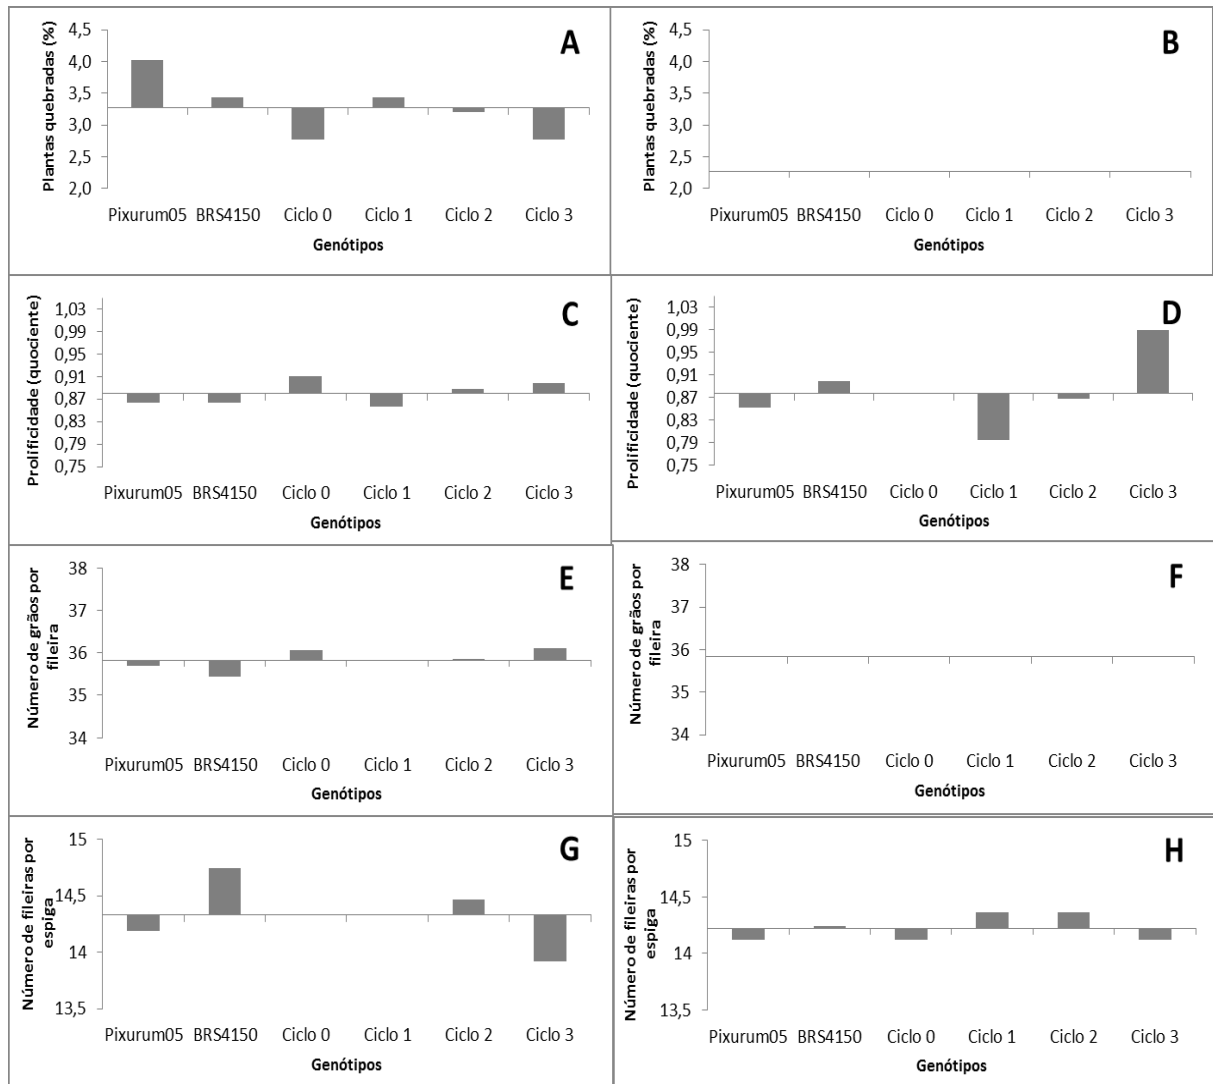 A
Plantas quebradas (%)
4,5
4,0
3,5
3,0
2,5
2,0
Pixurum05 BRS4150 Ciclo 0 Ciclo 1 Ciclo 2 Ciclo 3
Genótipos
B
Plantas quebradas (%)
4,5
4,0
3,5
3,0
2,5
2,0
Pixurum05 BRS4150 Ciclo 0 Ciclo 1 Ciclo 2 Ciclo 3
Genótipos
C
Prolificidade (quociente)
1,03
0,99
0,95
0,91
0,87
0,83
0,79
0,75
Pixurum05 BRS4150 Ciclo 0 Ciclo 1 Ciclo 2 Ciclo 3
Genótipos
D
Prolificidade (quociente)
1,03
0,99
0,95
0,91
0,87
0,83
0,79
0,75
Pixurum05 BRS4150 Ciclo 0 Ciclo 1 Ciclo 2 Ciclo 3
Genótipos
E
Número de grãos por
fileira
38
37
36
35
34
Pixurum05 BRS4150 Ciclo 0 Ciclo 1 Ciclo 2 Ciclo 3
Genótipos
F
Número de grãos por
fileira
38
37
36
35
34
Pixurum05 BRS4150 Ciclo 0 Ciclo 1 Ciclo 2 Ciclo 3
Genótipos
G
Número de fileiras por
espiga
15
14,5
14
13,5
Pixurum05 BRS4150 Ciclo 0 Ciclo 1 Ciclo 2 Ciclo 3
Genótipos
H
Número de fileiras por
espiga
15
14,5
14
13,5
Pixurum05 BRS4150 Ciclo 0 Ciclo 1 Ciclo 2 Ciclo 3
Genótipos